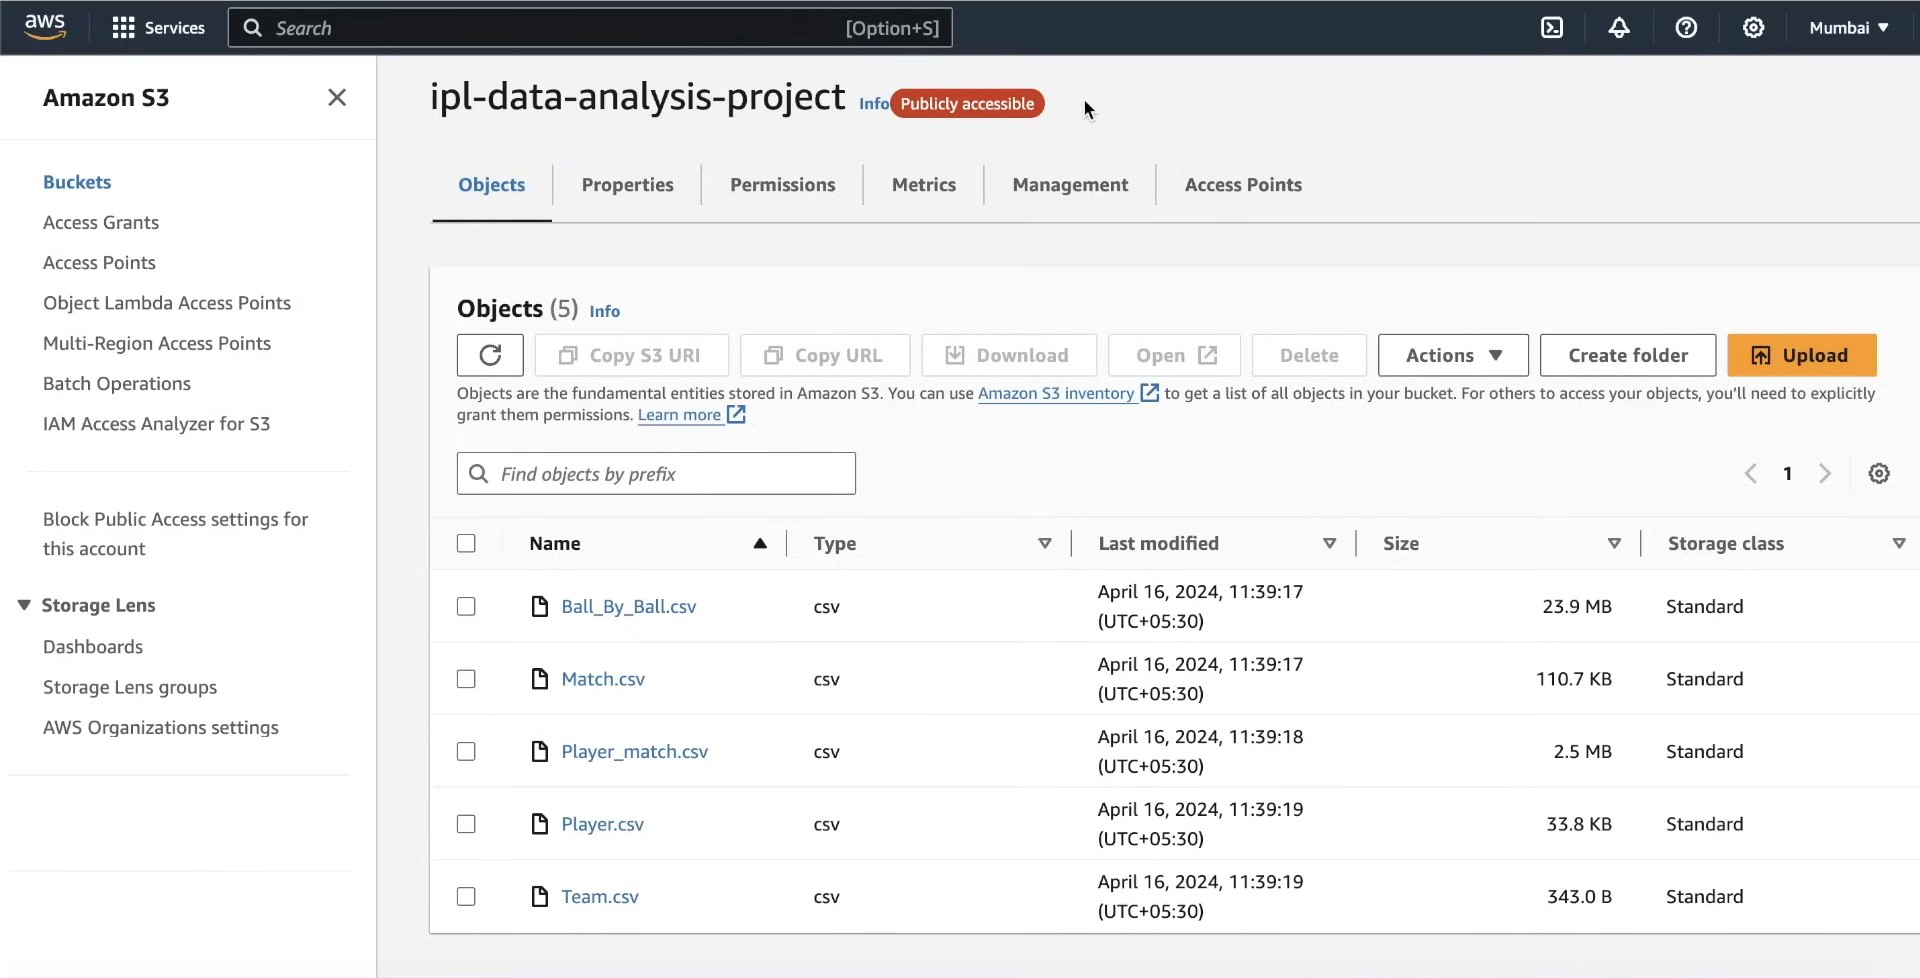 aws
Services
Search
[Option+S]
Mumbai
Amazon S3
Buckets
Access Grants
Access Points
Object Lambda Access Points
Multi-Region Access Points
Batch Operations
IAM Access Analyzer for S3
Block Public Access settings for
this account
Storage Lens
Dashboards
Storage Lens groups
AWS Organizations settings
ipl-data-analysis-project Info Publicly accessible
Objects Properties Permissions Metrics Management Access Points
Objects (5) Info
Copy S3 URI Copy URL Download Open Delete Actions Create folder Upload
Objects are the fundamental entities stored in Amazon S3. You can use Amazon S3 inventory to get a list of all objects in your bucket. For others to access your objects, you'll need to explicitly
grant them permissions. Learn more
Find objects by prefix
1
Name Type Last modified Size Storage class
Ball_By_Ball.csv csv April 16, 2024, 11:39:17 (UTC+05:30) 23.9 MB Standard
Match.csv csv April 16, 2024, 11:39:17 (UTC+05:30) 110.7 KB Standard
Player_match.csv csv April 16, 2024, 11:39:18 (UTC+05:30) 2.5 MB Standard
Player.csv csv April 16, 2024, 11:39:19 (UTC+05:30) 33.8 KB Standard
Team.csv csv April 16, 2024, 11:39:19 (UTC+05:30) 343.0 B Standard